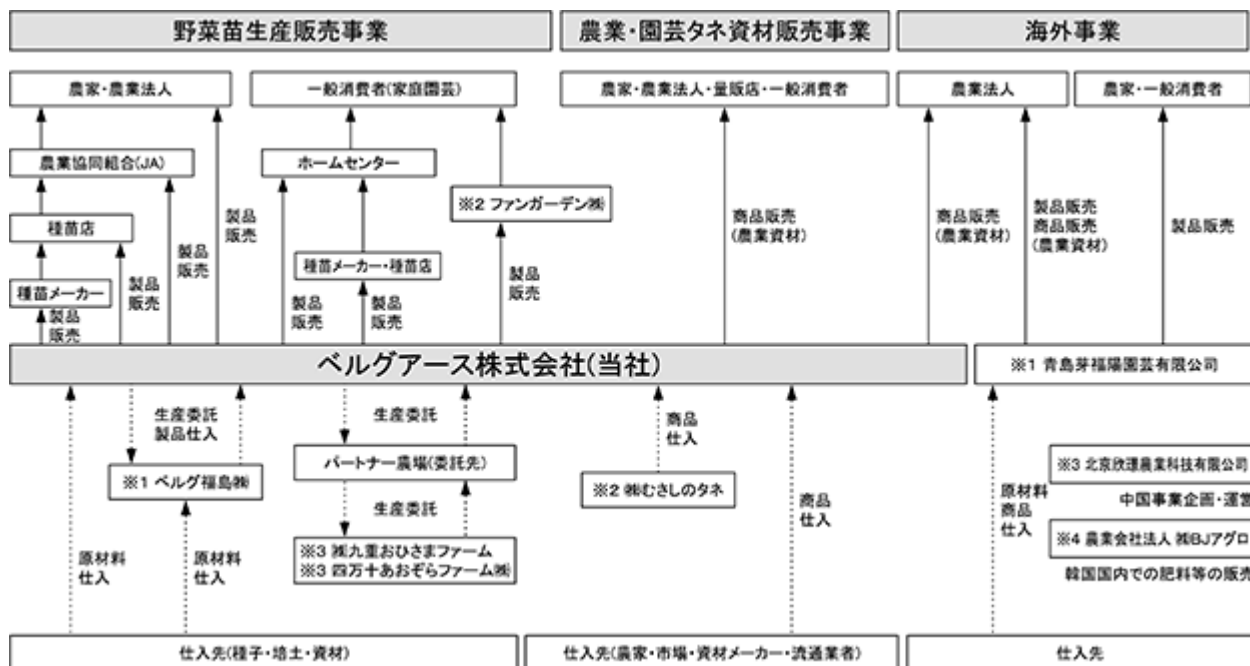 野菜苗生産販売事業
農業・園芸タネ資材販売事業
海外事業
農家・農業法人
一般消費者(家庭園芸)
農家・農業法人・量販店・一般消費者
農業法人
農家・一般消費者
農業協同組合(JA)
ホームセンター
※2 ファンガーデン㈱
種苗店
種苗メーカー・種苗店
種苗メーカー
製品
販売
製品
販売
製品
販売
製品
販売
製品
販売
製品
販売
製品
販売
商品販売
(農業資材)
商品販売
(農業資材)
製品販売
商品販売
(農業資材)
製品販売
ベルグアース株式会社(当社)
※1 青島芽福陽園芸有限公司
生産委託
製品仕入
生産委託
商品
仕入
※1 ベルグ福島㈱
パートナー農場(委託先)
※2 ㈱むさしのタネ
※3 北京欣璟農業科技有限公司
中国事業企画・運営
生産委託
商品
仕入
原材料
商品
仕入
※3 ㈱九重おひさまファーム
※3 四万十あおぞらファーム㈱
※4 農業会社法人 ㈱BJアグロ
韓国国内での肥料等の販売
原材料
仕入
原材料
仕入
仕入先(種子・培土・資材)
仕入先(農家・市場・資材メーカー・流通業者)
仕入先